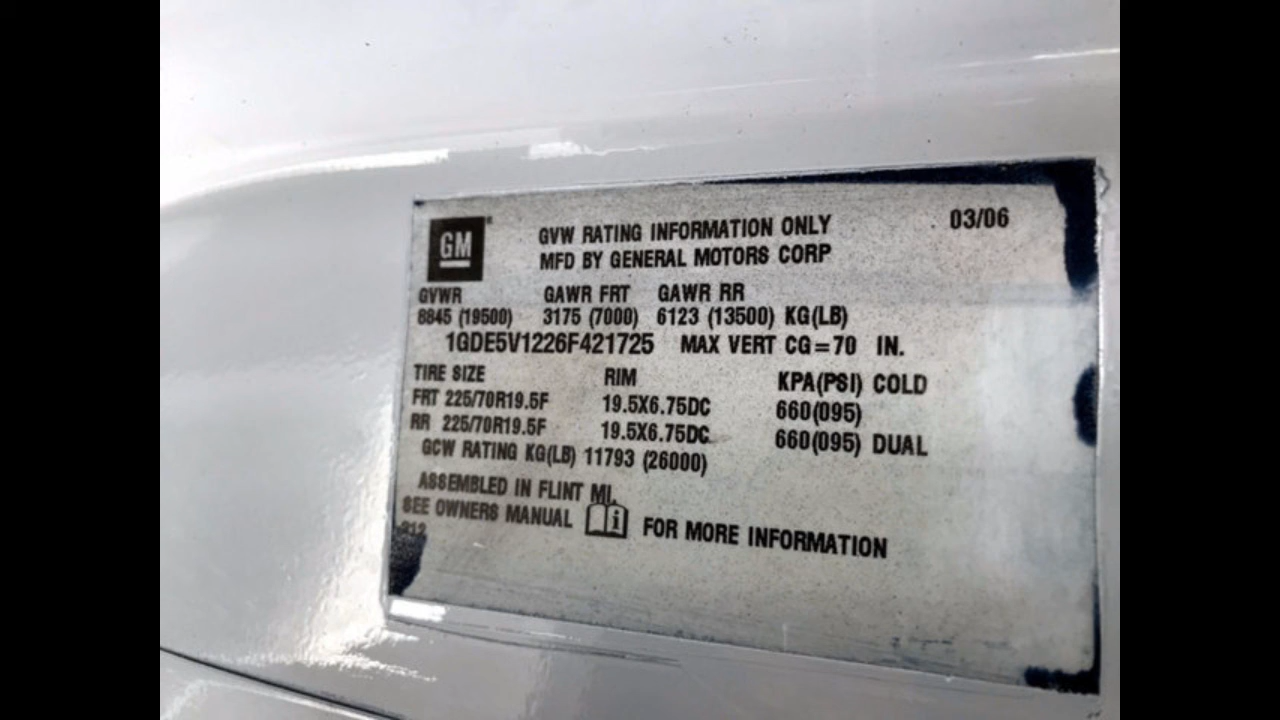 GM
GVW RATING INFORMATION ONLY 03/06
MFD BY GENERAL MOTORS CORP
GVWR GAWR FRT GAWR RR
8845 (19500) 3175 (7000) 6123 (13500) KG(LB)
1GDE5V1226F421725 MAX VERT CG=70 IN.
TIRE SIZE RIM KPA(PSI) COLD
FRT 225/70R19.5F 19.5X6.75DC 660(095)
RR 225/70R19.5F 19.5X6.75DC 660(095) DUAL
GCW RATING KG(LB) 11793 (26000)
ASSEMBLED IN FLINT MI.
SEE OWNERS MANUAL i FOR MORE INFORMATION